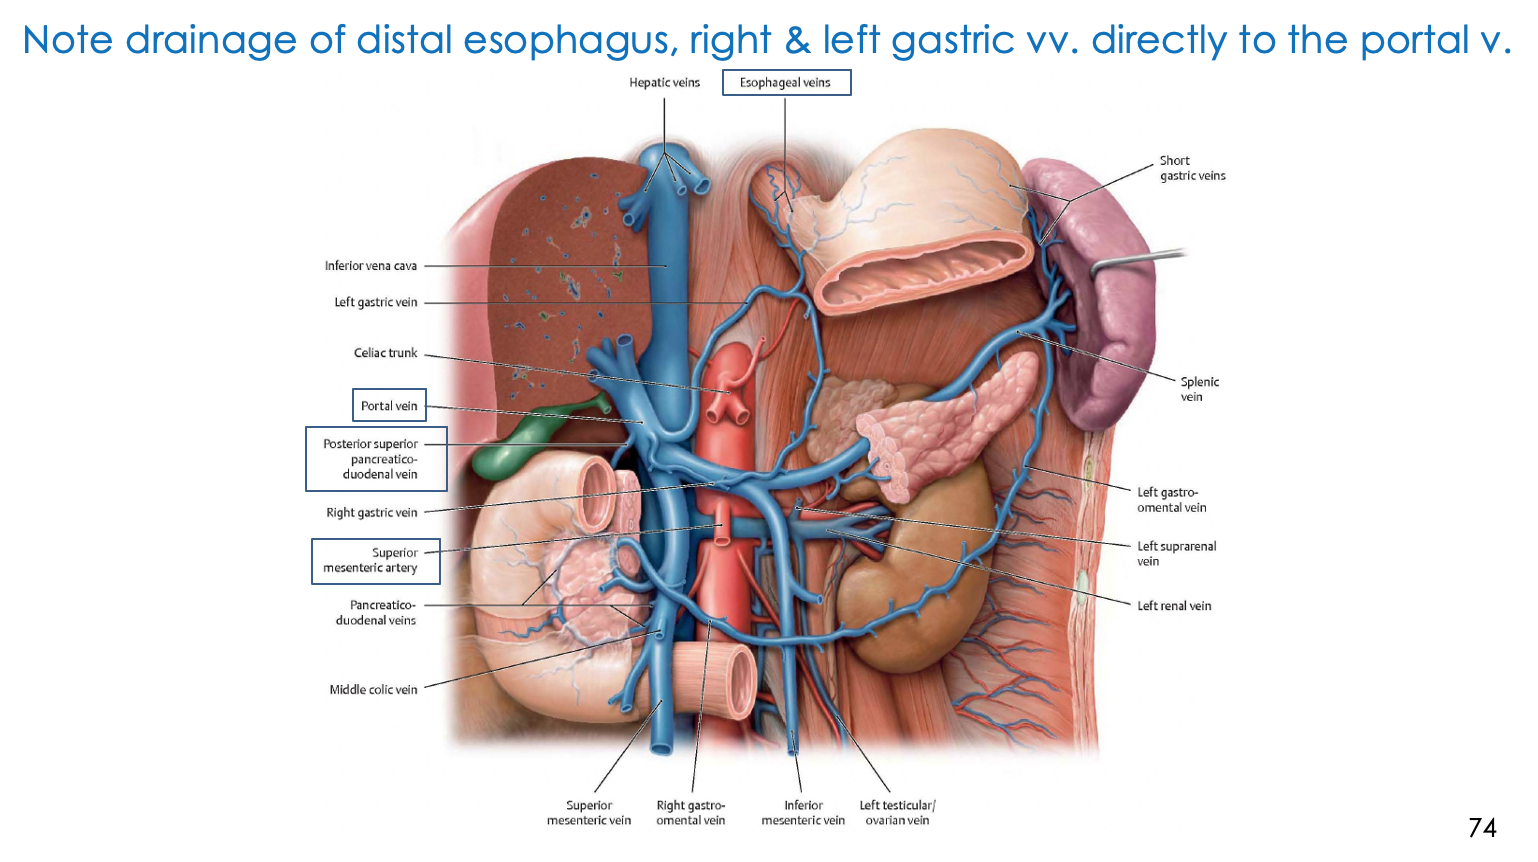 Note drainage of distal esophagus, right & left gastric vv. directly to the portal v.
Hepatic veins
Esophageal veins
Short
gastric veins
Inferior vena cava
Left gastric vein
Celiac trunk
Splenic
vein
Portal vein
Posterior superior
pancreatico-
duodenal vein
Left gastro-
omental vein
Right gastric vein
Left suprarenal
vein
Superior
mesenteric artery
Left renal vein
Pancreatico-
duodenal veins
Middle colic vein
Superior
mesenteric vein
Right gastro-
omental vein
Inferior
mesenteric vein
Left testicular/
ovarian vein
74